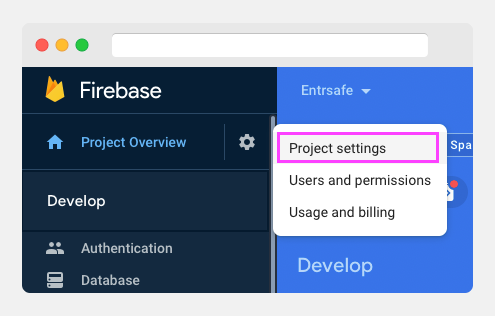 Firebase
Entrsafe
Project Overview
Project settings
Spa
Users and permissions
Develop
Usage and billing
Authentication
Develop
Database